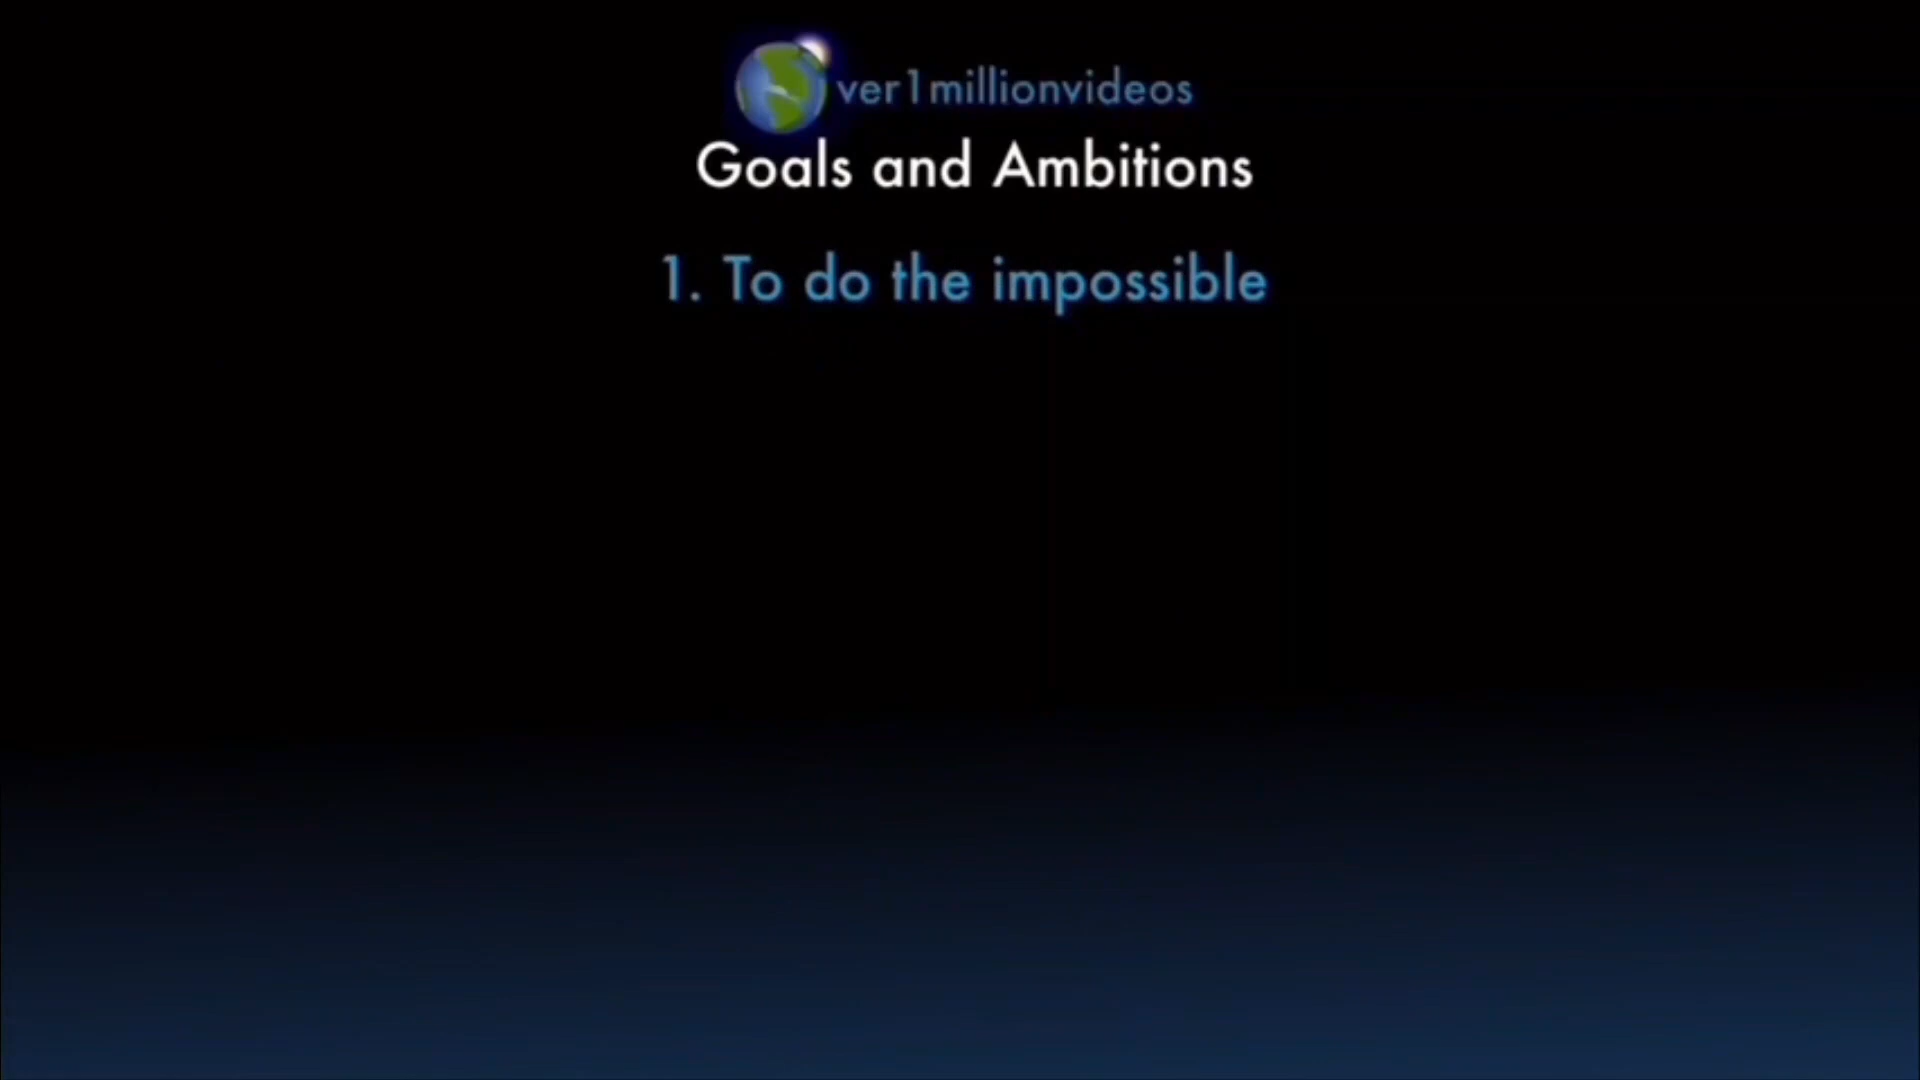 ver1millionvideos
Goals and Ambitions
1. To do the impossible